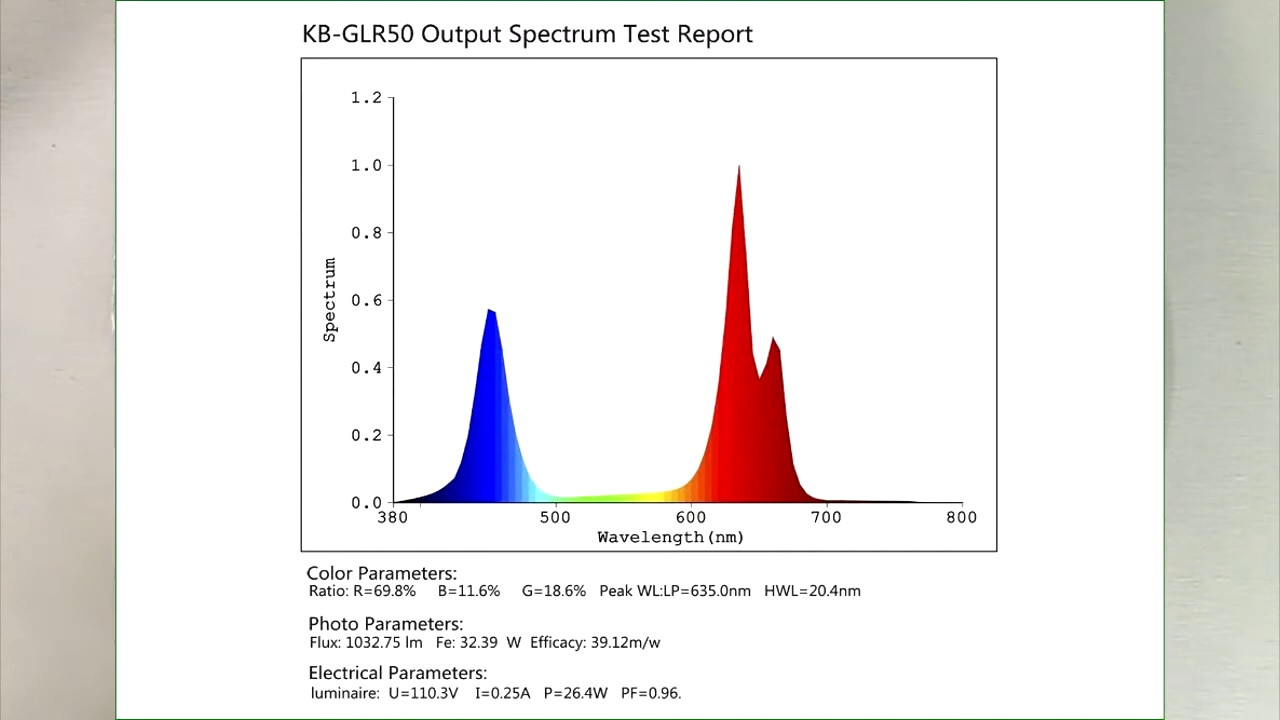 KB-GLR50 Output Spectrum Test Report
1.2
1.0
0.8
0.6
0.4
0.2
0.0
Spectrum
380 500 600 700 800
Wavelength(nm)
Color Parameters:
Ratio: R=69.8% B=11.6% G=18.6% Peak WL:LP=635.0nm HWL=20.4nm
Photo Parameters:
Flux: 1032.75 lm Fe: 32.39 W Efficacy: 39.12m/w
Electrical Parameters:
luminaire: U=110.3V I=0.25A P=26.4W PF=0.96.